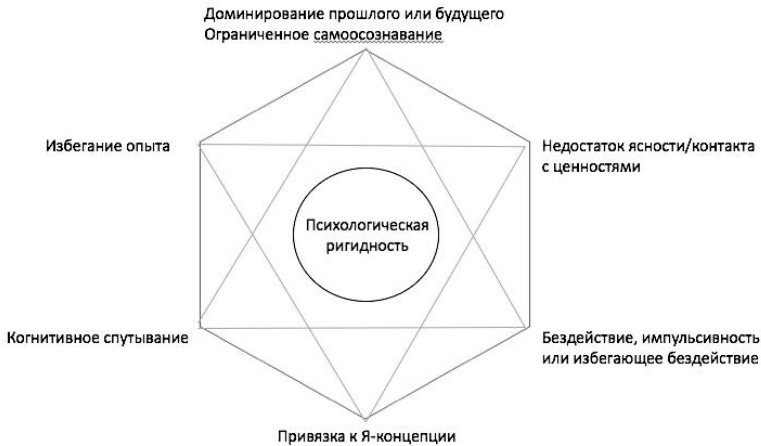 Доминирование прошлого или будущего
Ограниченное самоосознавание
Избегание опыта
Недостаток ясности/контакта
с ценностями
Психологическая
ригидность
Когнитивное спутывание
Бездействие, импульсивность
или избегающее бездействие
Привязка к Я-концепции